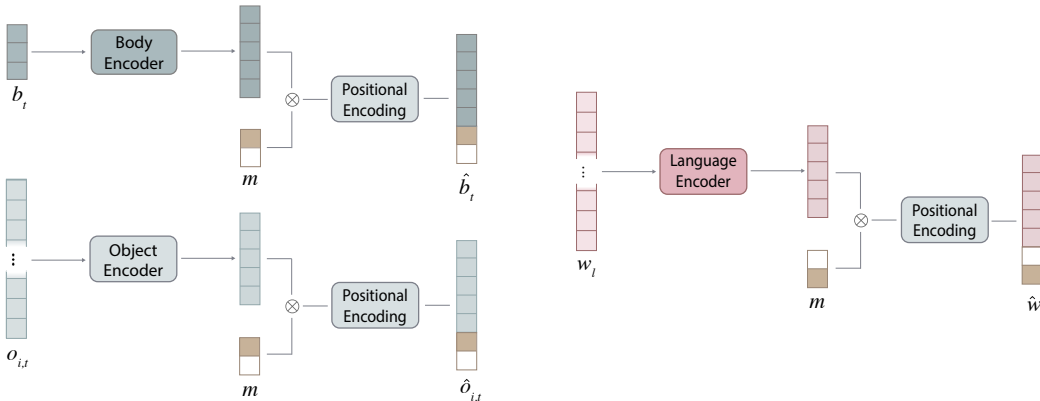 Body
Encoder
b_t
m
Positional
Encoding
b̂_t
Object
Encoder
...
o_{i,t}
m
Positional
Encoding
ô_{i,t}
...
w_l
Language
Encoder
m
Positional
Encoding
ŵ